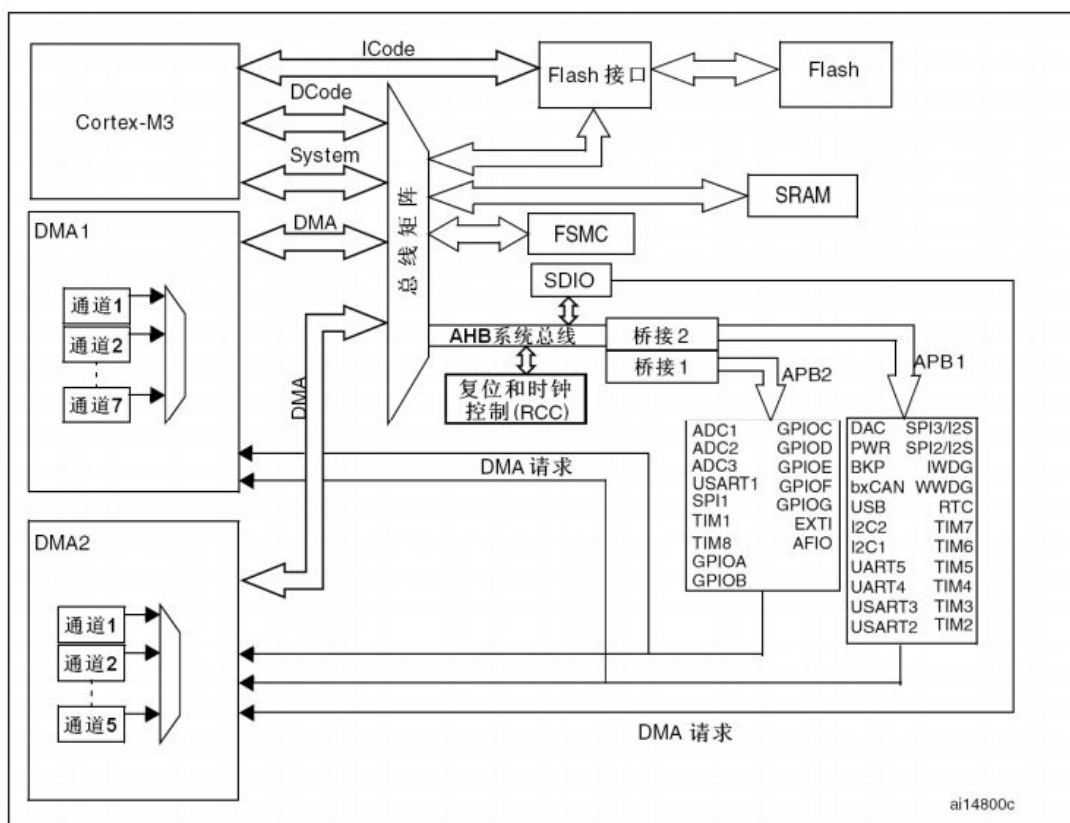 ICode
Flash 接口
Flash
Cortex-M3
DCode
System
总线矩阵
SRAM
DMA1
DMA
FSMC
SDIO
通道1
通道2
通道7
AHB系统总线
桥接2
桥接1
APB2
APB1
复位和时钟
控制(RCC)
DMA
DMA 请求
ADC1 GPIOC
ADC2 GPIOD
ADC3 GPIOE
USART1 GPIOF
SPI1 GPIOG
TIM1 EXTI
TIM8 AFIO
GPIOA
GPIOB
DAC SPI3/I2S
PWR SPI2/I2S
BKP IWDG
bxCAN WWDG
USB RTC
I2C2 TIM7
I2C1 TIM6
UART5 TIM5
UART4 TIM4
USART3 TIM3
USART2 TIM2
DMA2
通道1
通道2
通道5
DMA 请求
ai14800c